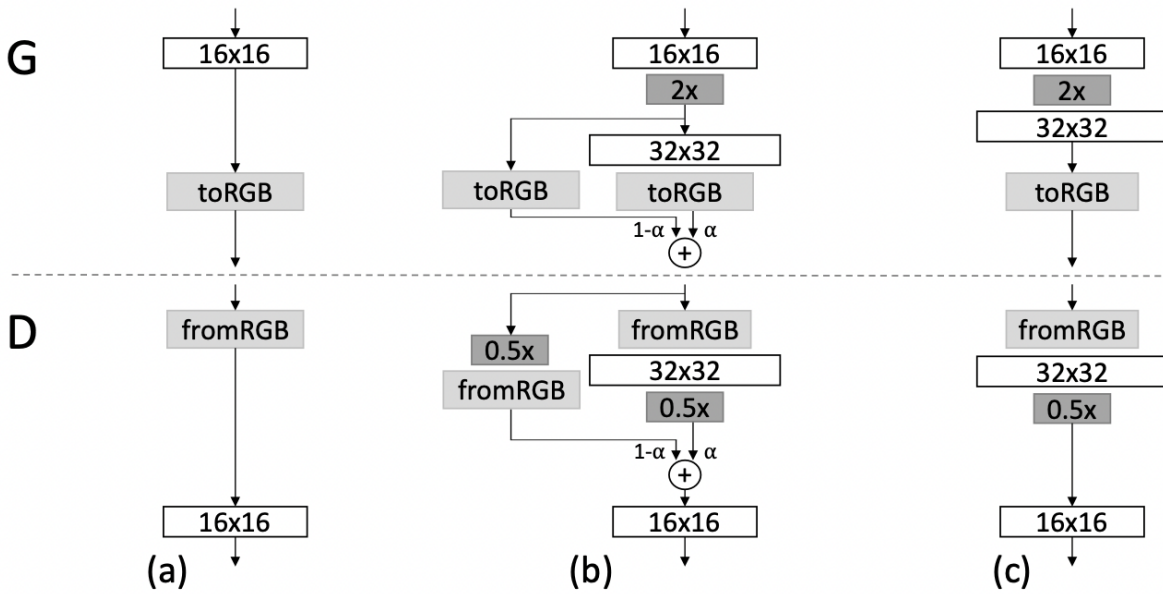 G
16x16
toRGB
16x16
2x
32x32
toRGB
toRGB
1-α
α
+
16x16
2x
32x32
toRGB
D
fromRGB
16x16
0.5x
fromRGB
fromRGB
32x32
0.5x
1-α
α
+
16x16
fromRGB
32x32
0.5x
16x16
(a)
(b)
(c)